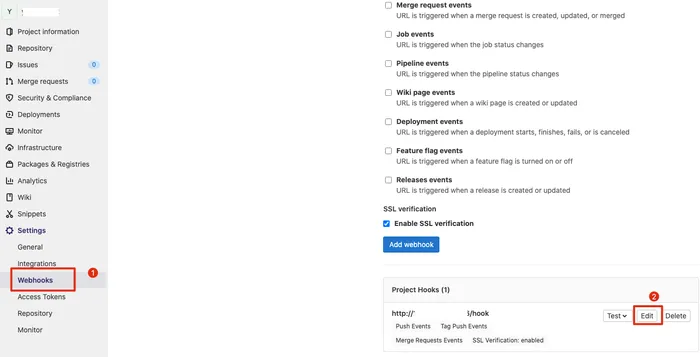 Y
Project information
Repository
Issues 0
Merge requests 0
Security & Compliance
Deployments
Monitor
Infrastructure
Packages & Registries
Analytics
Wiki
Snippets
Settings
General
Integrations
Webhooks 1
Access Tokens
Repository
Monitor
Merge request events
URL is triggered when a merge request is created, updated, or merged
Job events
URL is triggered when the job status changes
Pipeline events
URL is triggered when the pipeline status changes
Wiki page events
URL is triggered when a wiki page is created or updated
Deployment events
URL is triggered when a deployment starts, finishes, fails, or is canceled
Feature flag events
URL is triggered when a feature flag is turned on or off
Releases events
URL is triggered when a release is created or updated
SSL verification
Enable SSL verification
Add webhook
Project Hooks (1)
2
http:// /hook
Test Edit Delete
Push Events Tag Push Events
Merge Requests Events SSL Verification: enabled